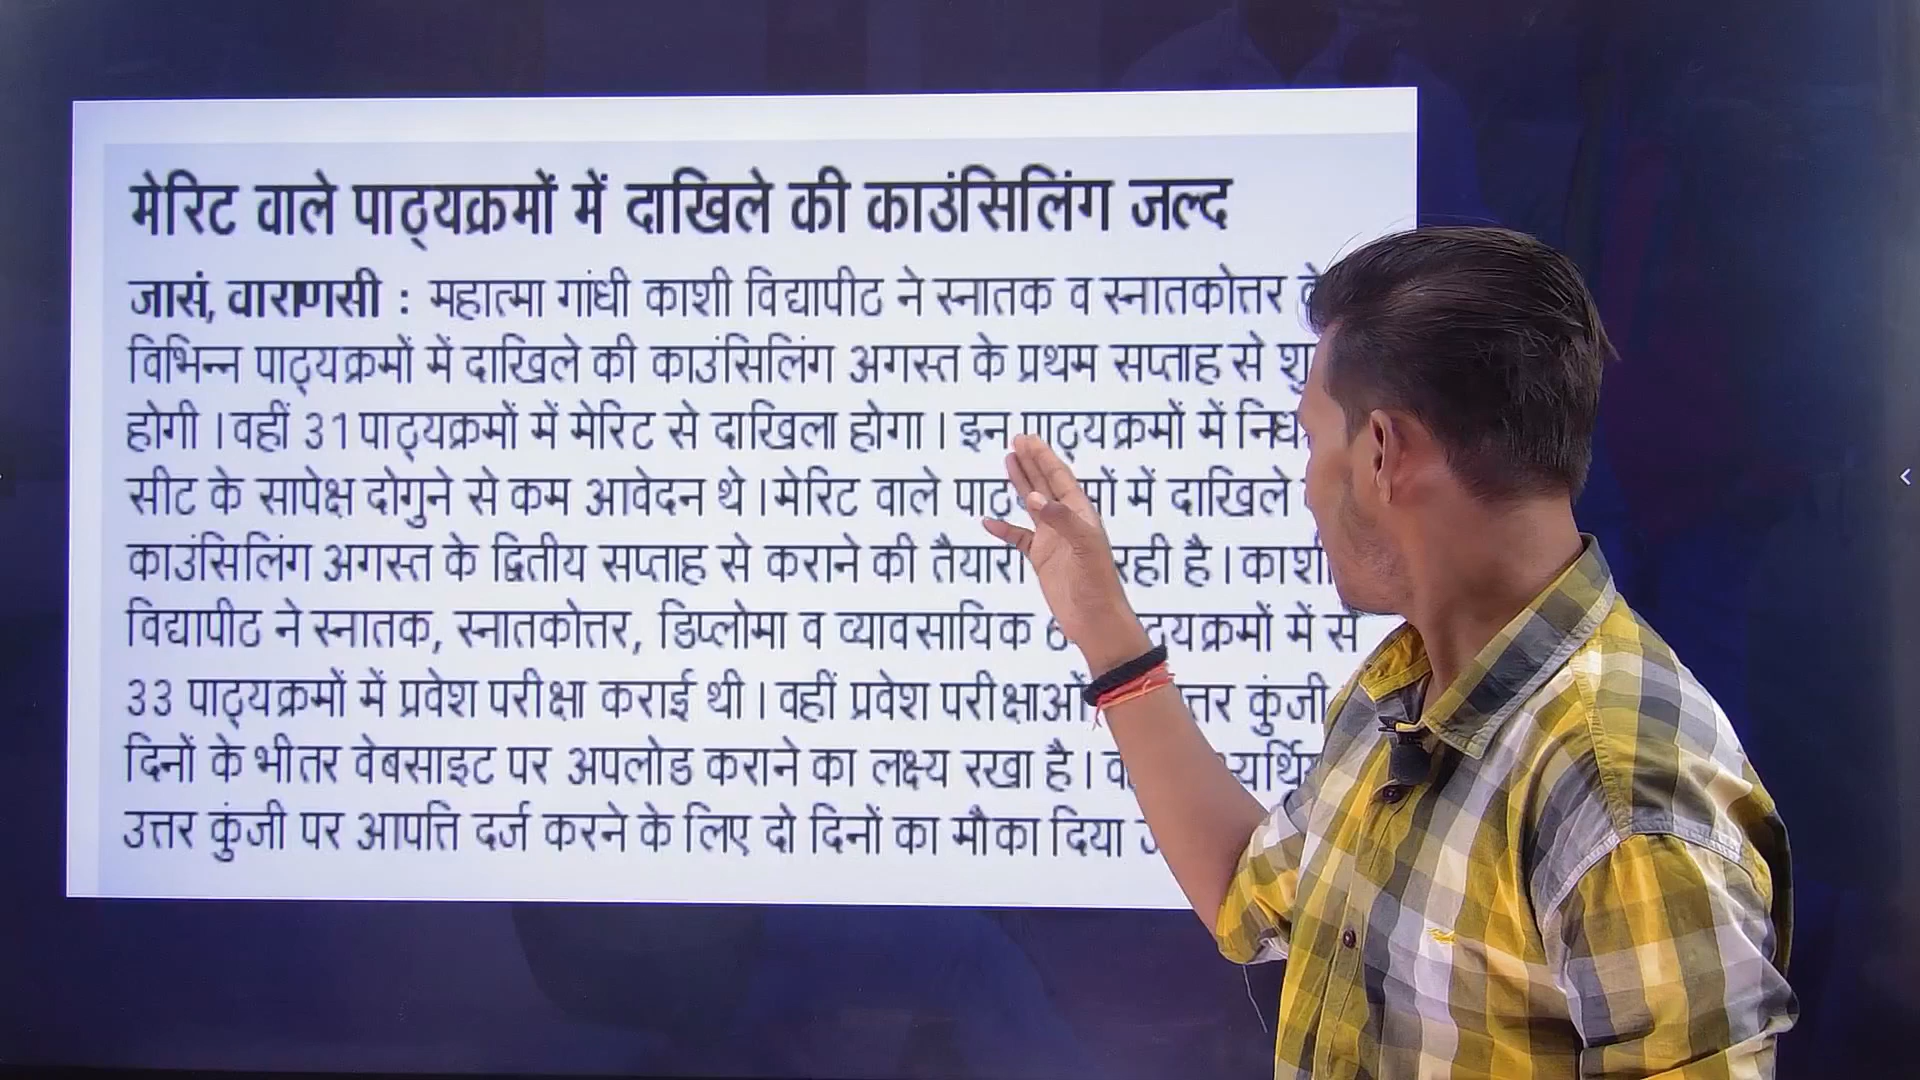 मेरिट वाले पाठ्यक्रमों में दाखिले की काउंसिलिंग जल्द
जासं, वाराणसी : महात्मा गांधी काशी विद्यापीठ ने स्नातक व स्नातकोत्तर
विभिन्न पाठ्यक्रमों में दाखिले की काउंसिलिंग अगस्त के प्रथम सप्ताह से
होगी । वहीं 31 पाठ्यक्रमों में मेरिट से दाखिला होगा । इन पाठ्यक्रमों में
सीट के सापेक्ष दोगुने से कम आवेदन थे । मेरिट वाले में दाखिले
काउंसिलिंग अगस्त के द्वितीय सप्ताह से कराने की रही है । काशी
विद्यापीठ ने स्नातक, स्नातकोत्तर, डिप्लोमा व व्यावसायिक में से
33 पाठ्यक्रमों में प्रवेश परीक्षा कराई थी । वहीं प्रवेश परीक्षाओं कुंजी
दिनों के भीतर वेबसाइट पर अपलोड कराने का लक्ष्य रखा है ।
उत्तर कुंजी पर आपत्ति दर्ज करने के लिए दो दिनों का मौका दिया